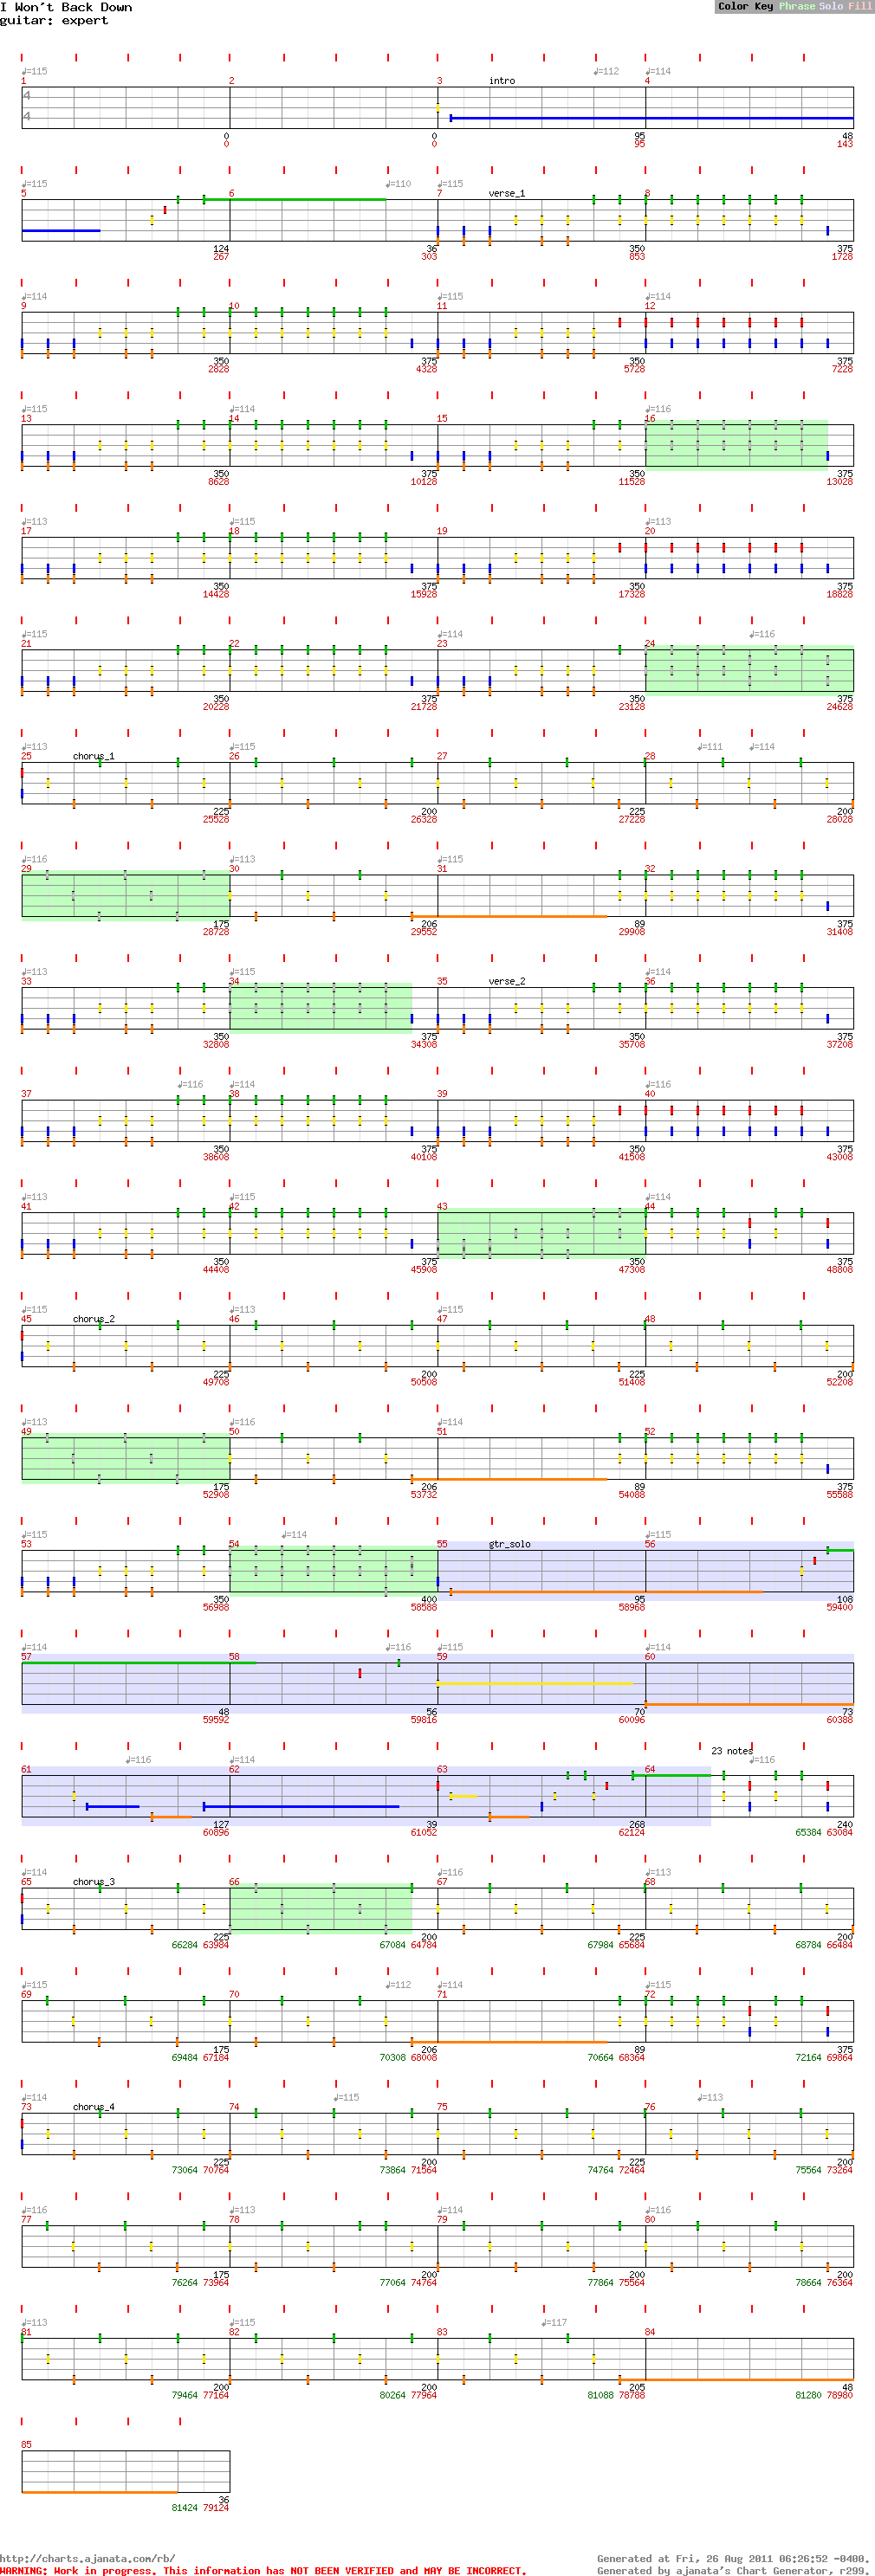 I Won't Back Down
Color Key Phrase Solo Fill
guitar: expert
♩=115 ♩=112 ♩=114
1 2 3 intro 4
4
4
0 0 95 48
0 0 95 143
♩=115 ♩=110 ♩=115
5 6 7 verse_1 8
124 36 350 375
267 303 853 1728
♩=114 ♩=115 ♩=114
9 10 11 12
350 375 350 375
2828 4328 5728 7228
♩=115 ♩=114 ♩=116
13 14 15 16
350 375 350 375
8628 10128 11528 13028
♩=113 ♩=115 ♩=113
17 18 19 20
350 375 350 375
14428 15928 17328 18828
♩=115 ♩=114 ♩=116
21 22 23 24
350 375 350 375
20228 21728 23128 24628
♩=113 ♩=115 ♩=111 ♩=114
25 chorus_1 26 27 28
225 200 225 200
25528 26328 27228 28028
♩=116 ♩=113 ♩=115
29 30 31 32
175 206 89 375
28728 29552 29908 31408
♩=113 ♩=115 ♩=114
33 34 35 verse_2 36
350 375 350 375
32808 34308 35708 37208
♩=116 ♩=114 ♩=116
37 38 39 40
350 375 350 375
38608 40108 41508 43008
♩=113 ♩=115 ♩=114
41 42 43 44
350 375 350 375
44408 45908 47308 48808
♩=115 ♩=113 ♩=115
45 chorus_2 46 47 48
225 200 225 200
49708 50508 51408 52208
♩=113 ♩=116 ♩=114
49 50 51 52
175 206 89 375
52908 53732 54088 55588
♩=115 ♩=114 ♩=115
53 54 55 gtr_solo 56
350 400 95 108
56988 58588 58968 59400
♩=114 ♩=116 ♩=115 ♩=114
57 58 59 60
48 56 70 73
59592 59816 60096 60388
23 notes
♩=116 ♩=114 ♩=116
61 62 63 64
127 39 268 240
60896 61052 62124 65384 63084
♩=114 ♩=116 ♩=113
65 chorus_3 66 67 68
225 200 225 200
66284 63984 67084 64784 67984 65684 68784 66484
♩=115 ♩=112 ♩=114 ♩=115
69 70 71 72
175 206 89 375
69484 67184 70308 68008 70664 68364 72164 69864
♩=114 ♩=115 ♩=113
73 chorus_4 74 75 76
225 200 225 200
73064 70764 73864 71564 74764 72464 75564 73264
♩=116 ♩=113 ♩=114 ♩=116
77 78 79 80
175 200 200 200
76264 73964 77064 74764 77864 75564 78664 76364
♩=113 ♩=115 ♩=117
81 82 83 84
200 200 205 48
79464 77164 80264 77964 81088 78788 81280 78980
85
36
81424 79124
http://charts.ajanata.com/rb/
Generated at Fri, 26 Aug 2011 06:26:52 -0400.
WARNING: Work in progress. This information has NOT BEEN VERIFIED and MAY BE INCORRECT.
Generated by ajanata's Chart Generator, r299.